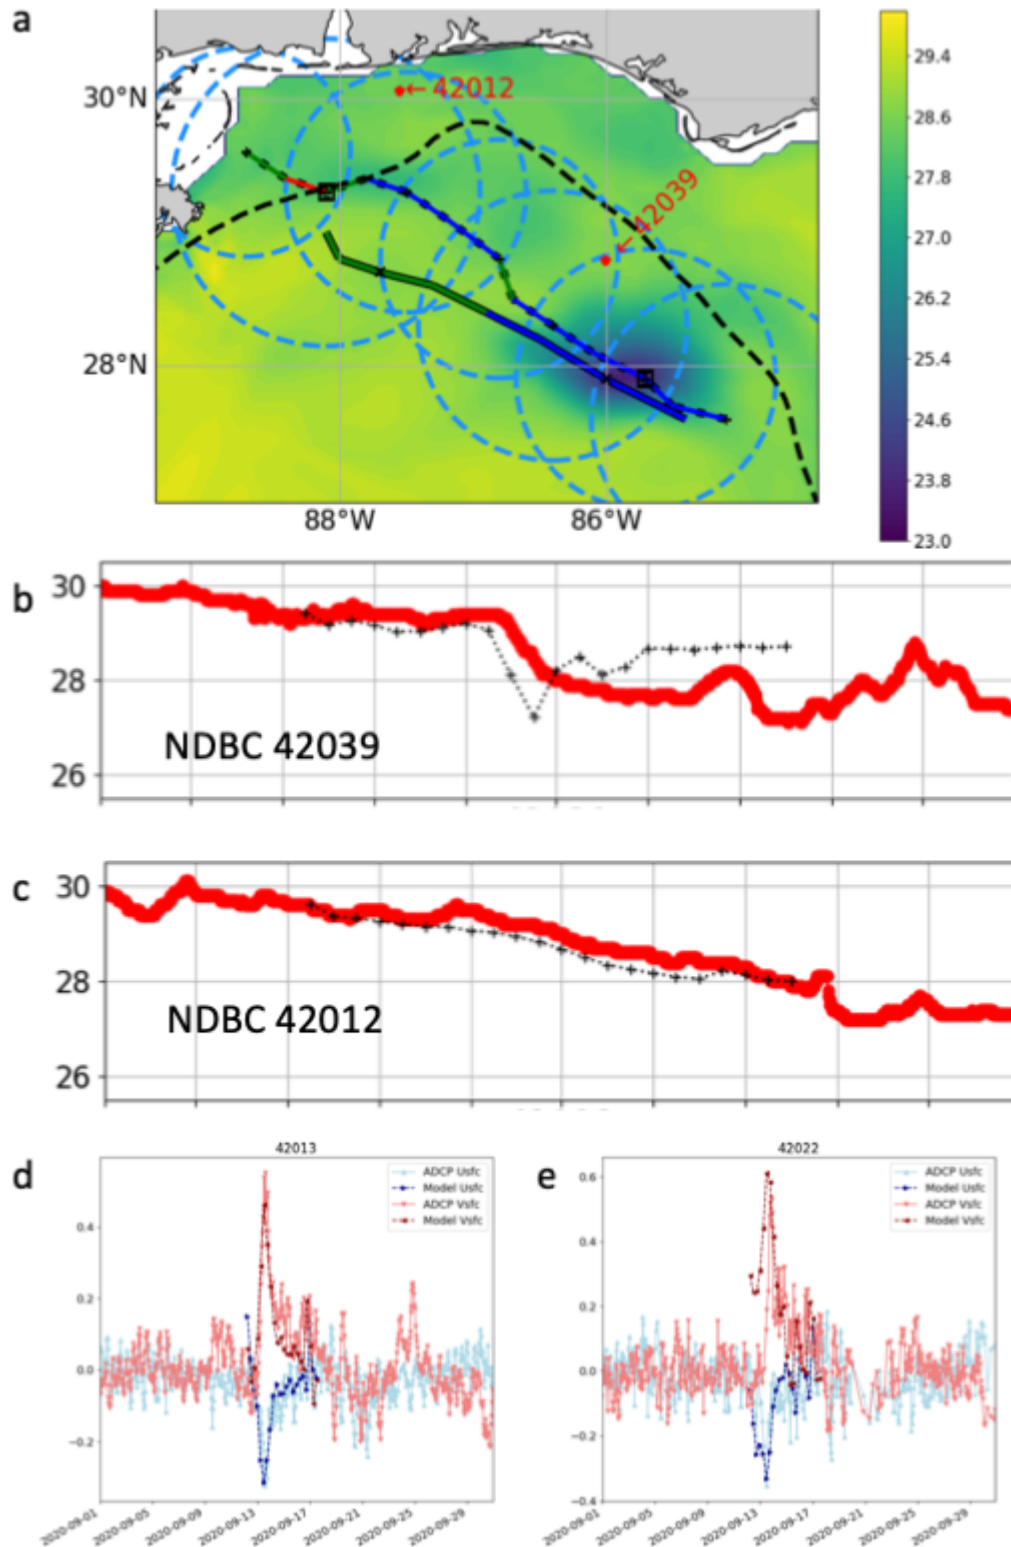 a
30°N
28°N
88°W
86°W
← 42012
← 42039
29.4
28.6
27.8
27.0
26.2
25.4
24.6
23.8
23.0
b
30
28
26
NDBC 42039
c
30
28
26
NDBC 42012
d
42013
ADCP Usfc
Model Usfc
ADCP Vsfc
Model Vsfc
0.4
0.2
0.0
−0.2
2020-09-01
2020-09-05
2020-09-09
2020-09-13
2020-09-17
2020-09-21
2020-09-25
2020-09-29
e
42022
ADCP Usfc
Model Usfc
ADCP Vsfc
Model Vsfc
0.6
0.4
0.2
0.0
−0.2
−0.4
2020-09-01
2020-09-05
2020-09-09
2020-09-13
2020-09-17
2020-09-21
2020-09-25
2020-09-29